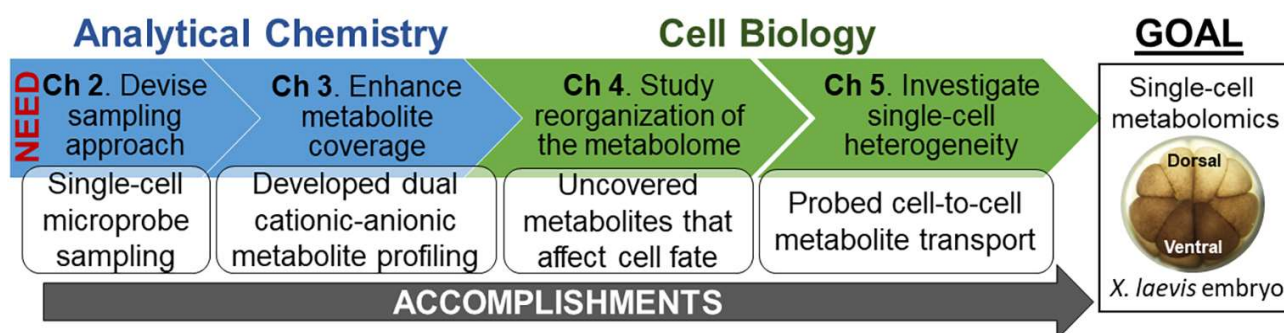 Analytical Chemistry
Cell Biology
GOAL
NEED
Ch 2. Devise
sampling
approach
Ch 3. Enhance
metabolite
coverage
Ch 4. Study
reorganization of
the metabolome
Ch 5. Investigate
single-cell
heterogeneity
Single-cell
microprobe
sampling
Developed dual
cationic-anionic
metabolite profiling
Uncovered
metabolites that
affect cell fate
Probed cell-to-cell
metabolite transport
ACCOMPLISHMENTS
Single-cell
metabolomics
Dorsal
Ventral
X. laevis embryo